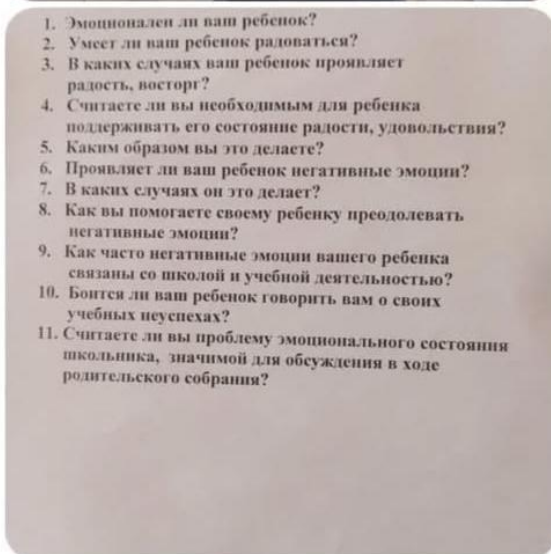 1. Эмоционален ли ваш ребенок?
2. Умеет ли ваш ребенок радоваться?
3. В каких случаях ваш ребенок проявляет
радость, восторг?
4. Считаете ли вы необходимым для ребенка
поддерживать его состояние радости, удовольствия?
5. Каким образом вы это делаете?
6. Проявляет ли ваш ребенок негативные эмоции?
7. В каких случаях он это делает?
8. Как вы помогаете своему ребенку преодолевать
негативные эмоции?
9. Как часто негативные эмоции вашего ребенка
связаны со школой и учебной деятельностью?
10. Боится ли ваш ребенок говорить вам о своих
учебных неуспехах?
11. Считаете ли вы проблему эмоционального состояния
школьника, значимой для обсуждения в ходе
родительского собрания?